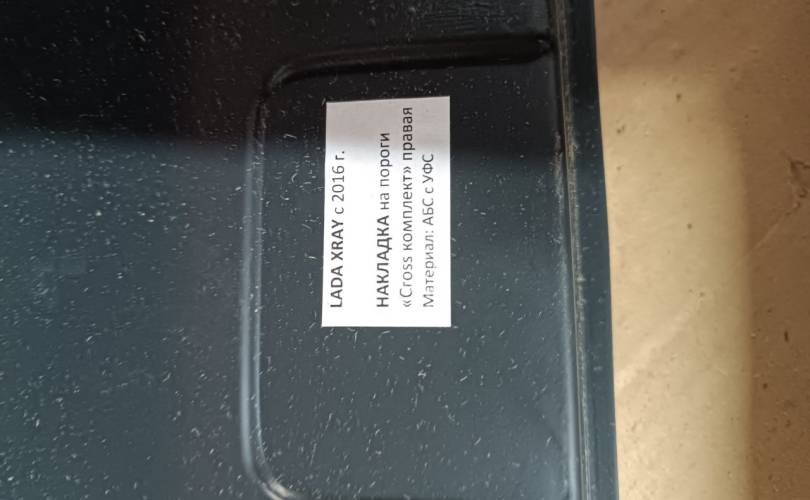 LADA XRAY с 2016 г.
НАКЛАДКА на пороги
«Cross комплект» правая
Материал: АБС с УФС